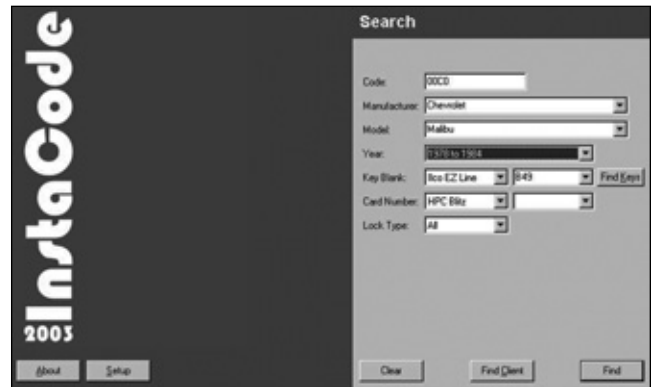 InstaCode
2003
About
Setup
Search
Code: 00C0.
Manufacturer: Chevrolet
Model: Malibu
Year: 1978 to 1984
Key Blank: Ilco EZ Line B49 Find Keys
Card Number: HPC Blitz
Lock Type: All
Clear Find Client Find